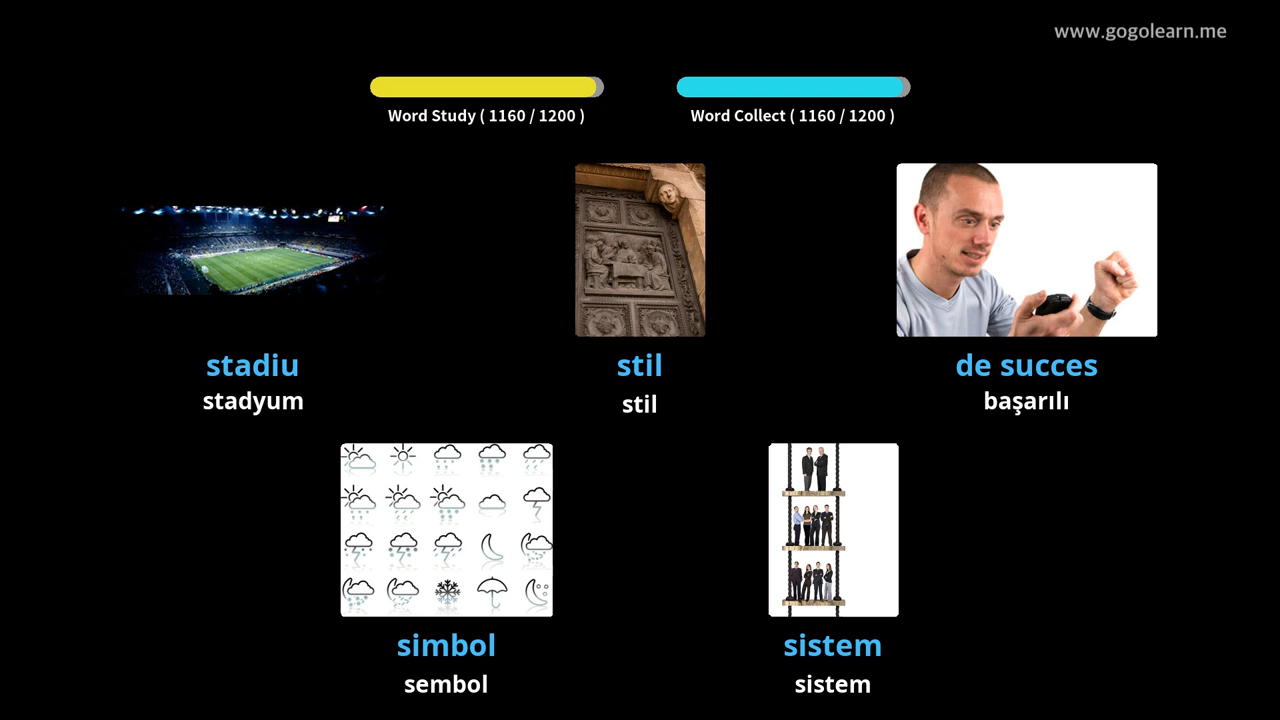 www.gogolearn.me
Word Study ( 1160 / 1200 )
Word Collect ( 1160 / 1200 )
stadiu
stadyum
stil
stil
de succes
başarılı
simbol
sembol
sistem
sistem